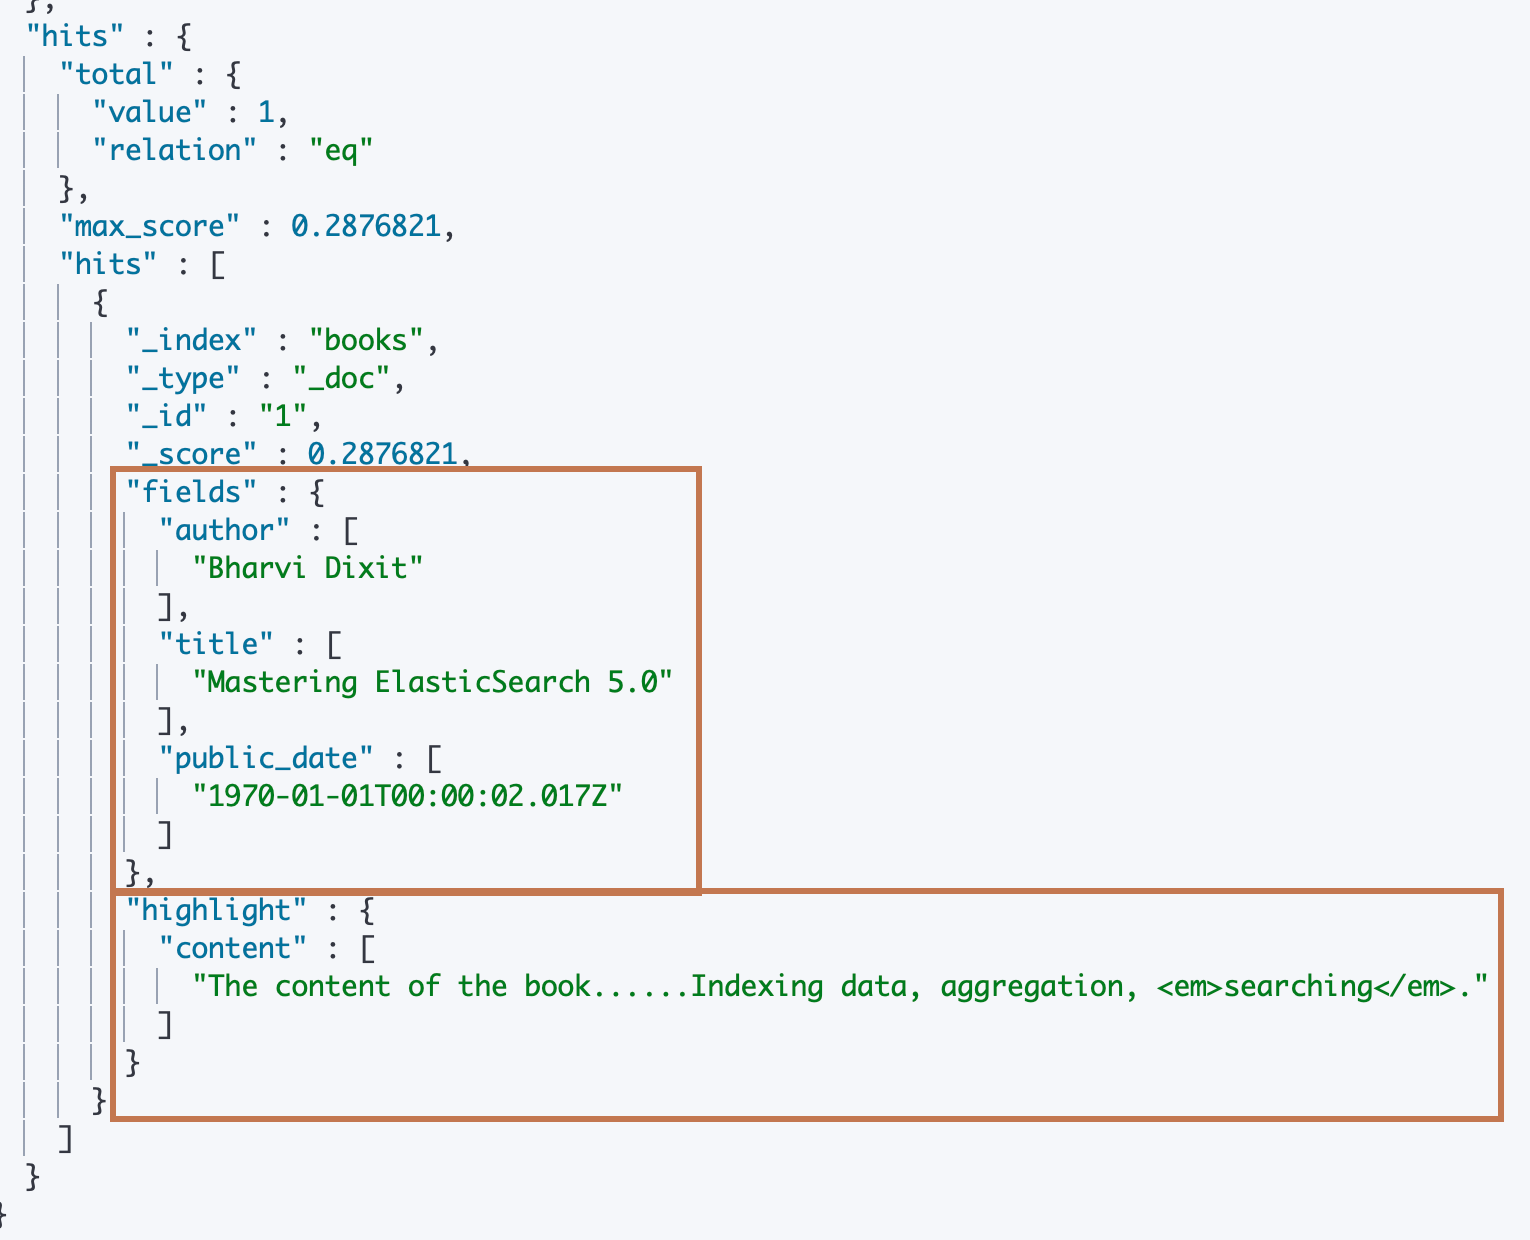 },
"hits" : {
"total" : {
"value" : 1,
"relation" : "eq"
},
"max_score" : 0.2876821,
"hits" : [
{
"_index" : "books",
"_type" : "_doc",
"_id" : "1",
"_score" : 0.2876821,
"fields" : {
"author" : [
"Bharvi Dixit"
],
"title" : [
"Mastering ElasticSearch 5.0"
],
"public_date" : [
"1970-01-01T00:00:02.017Z"
]
},
"highlight" : {
"content" : [
"The content of the book......Indexing data, aggregation, <em>searching</em>."
]
}
}
]
}
}